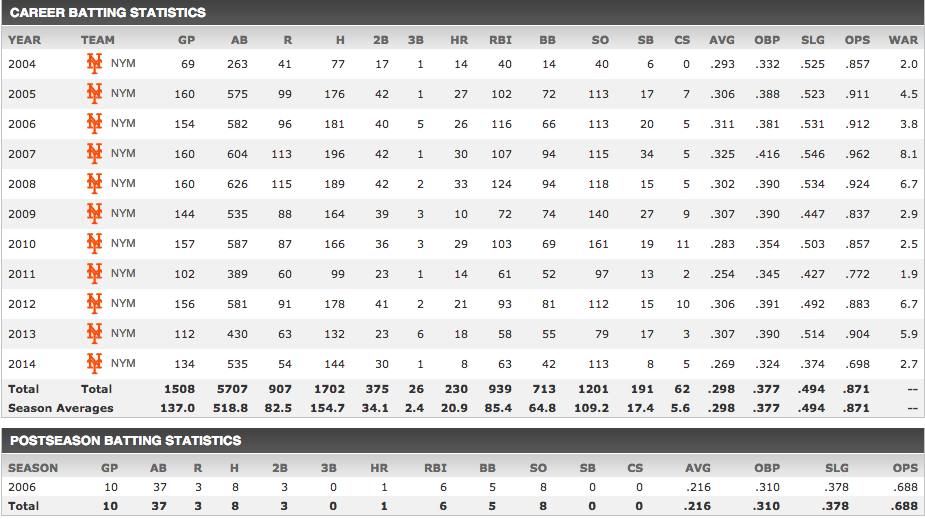 CAREER BATTING STATISTICS
YEAR TEAM GP AB R H 2B 3B HR RBI BB SO SB CS AVG OBP SLG OPS WAR
2004 NYM 69 263 41 77 17 1 14 40 14 40 6 0 .293 .332 .525 .857 2.0
2005 NYM 160 575 99 176 42 1 27 102 72 113 17 7 .306 .388 .523 .911 4.5
2006 NYM 154 582 96 181 40 5 26 116 66 113 20 5 .311 .381 .531 .912 3.8
2007 NYM 160 604 113 196 42 1 30 107 94 115 34 5 .325 .416 .546 .962 8.1
2008 NYM 160 626 115 189 42 2 33 124 94 118 15 5 .302 .390 .534 .924 6.7
2009 NYM 144 535 88 164 39 3 10 72 74 140 27 9 .307 .390 .447 .837 2.9
2010 NYM 157 587 87 166 36 3 29 103 69 161 19 11 .283 .354 .503 .857 2.5
2011 NYM 102 389 60 99 23 1 14 61 52 97 13 2 .254 .345 .427 .772 1.9
2012 NYM 156 581 91 178 41 2 21 93 81 112 15 10 .306 .391 .492 .883 6.7
2013 NYM 112 430 63 132 23 6 18 58 55 79 17 3 .307 .390 .514 .904 5.9
2014 NYM 134 535 54 144 30 1 8 63 42 113 8 5 .269 .324 .374 .698 2.7
Total Total 1508 5707 907 1702 375 26 230 939 713 1201 191 62 .298 .377 .494 .871 --
Season Averages 137.0 518.8 82.5 154.7 34.1 2.4 20.9 85.4 64.8 109.2 17.4 5.6 .298 .377 .494 .871 --
POSTSEASON BATTING STATISTICS
SEASON GP AB R H 2B 3B HR RBI BB SO SB CS AVG OBP SLG OPS
2006 10 37 3 8 3 0 1 6 5 8 0 0 .216 .310 .378 .688
Total 10 37 3 8 3 0 1 6 5 8 0 0 .216 .310 .378 .688